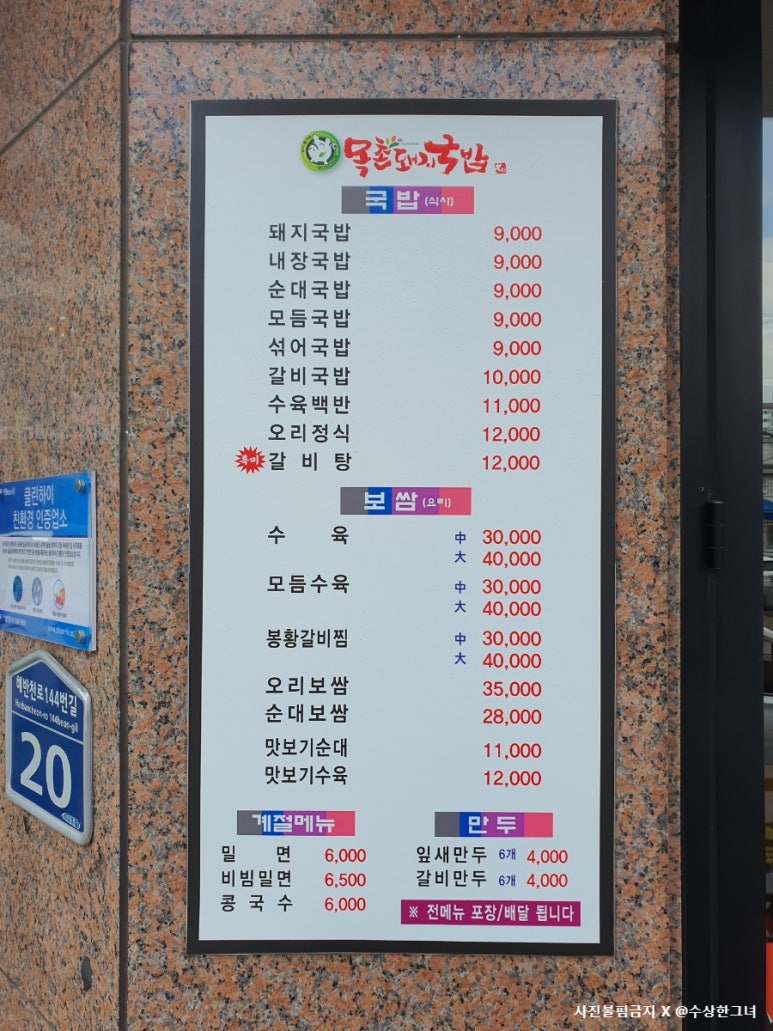 목촌돼지국밥
국밥 (식사)
돼지국밥 9,000
내장국밥 9,000
순대국밥 9,000
모듬국밥 9,000
섞어국밥 9,000
갈비국밥 10,000
수육백반 11,000
오리정식 12,000
특미 갈비탕 12,000
보쌈 (요리)
수육 中 30,000
大 40,000
모듬수육 中 30,000
大 40,000
봉황갈비찜 中 30,000
大 40,000
오리보쌈 35,000
순대보쌈 28,000
맛보기순대 11,000
맛보기수육 12,000
계절메뉴
밀면 6,000
비빔밀면 6,500
콩국수 6,000
만두
잎새만두 6개 4,000
갈비만두 6개 4,000
※ 전메뉴 포장/배달 됩니다
클린하이
친환경 인증업소
해반천로144번길
Haebancheon-ro 144beon-gil
20
사진불펌금지 X @수상한그녀